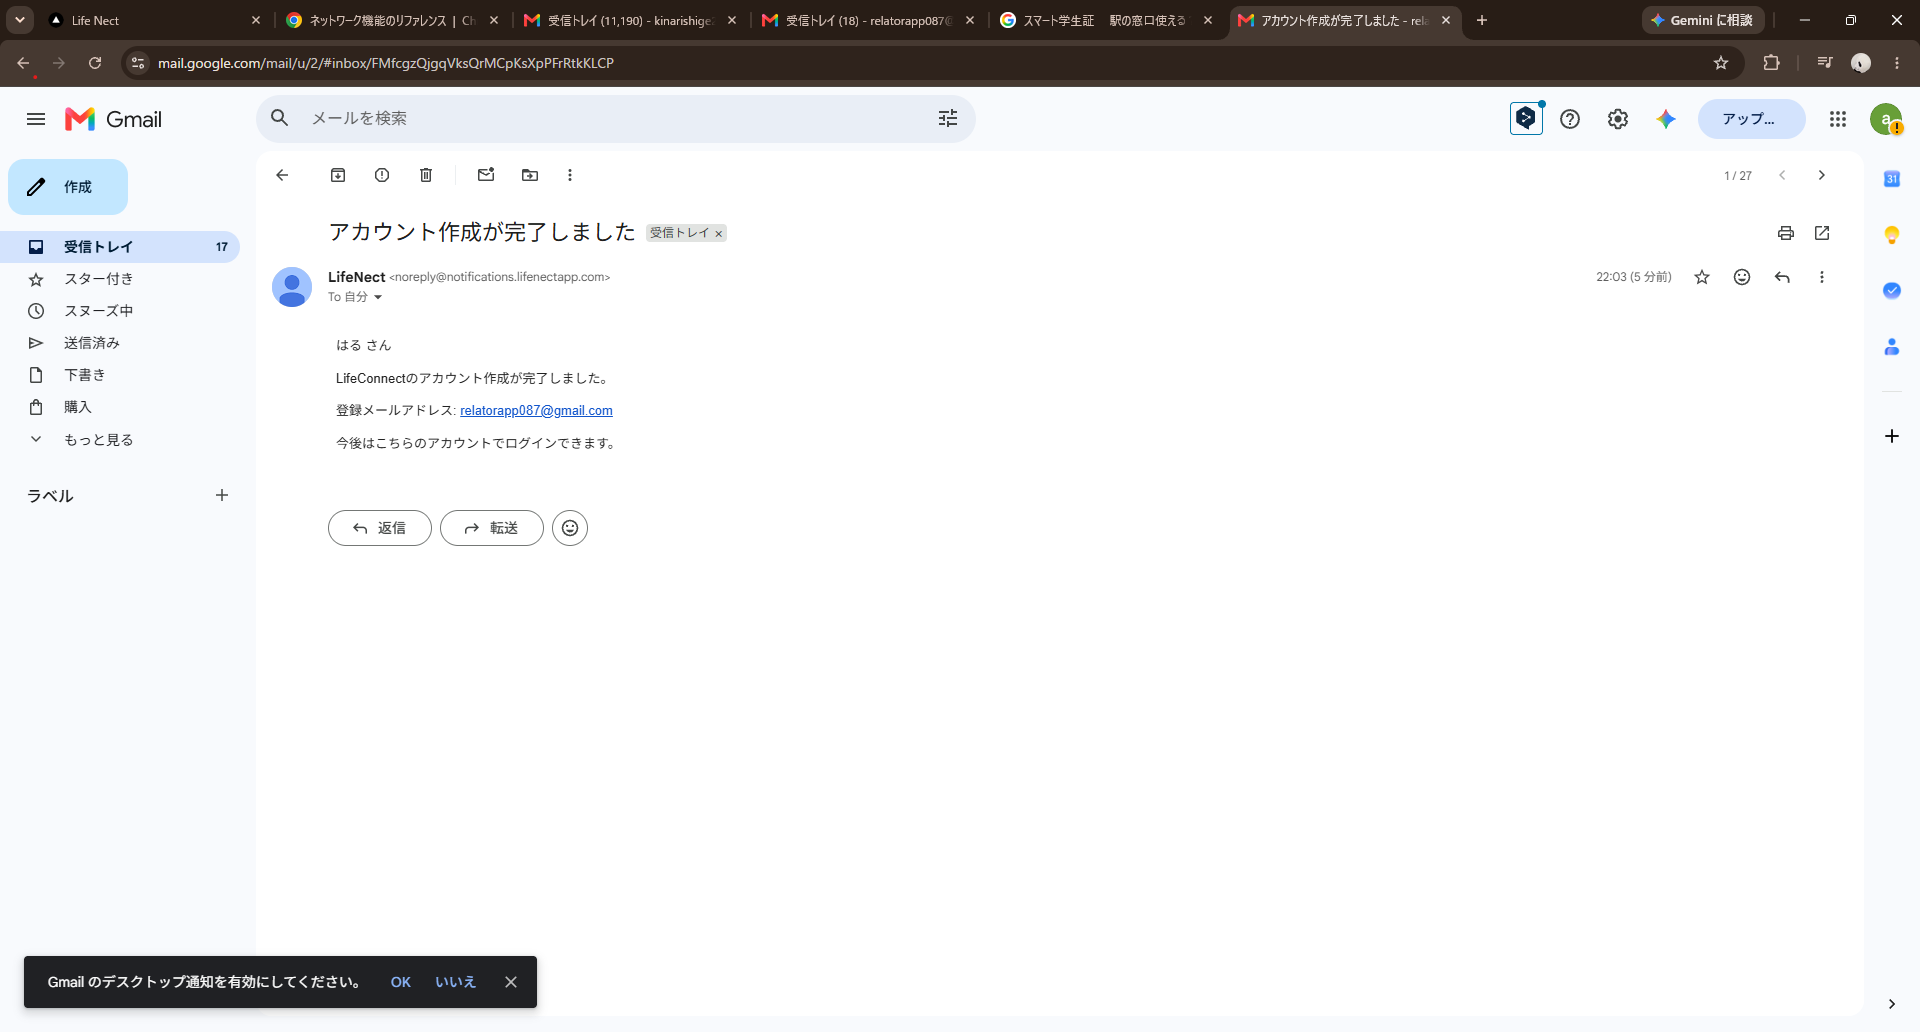 Life Nect
ネットワーク機能のリファレンス | Ch
受信トレイ (11,190) - kinarishige
受信トレイ (18) - relatorapp087@
スマート学生証 駅の窓口使える
アカウント作成が完了しました - rela
Gemini に相談
mail.google.com/mail/u/2/#inbox/FMfcgzQjgqVksQrMCpKsXpPFrRtkKLCP
Gmail
メールを検索
アップ...
a
作成
1 / 27
31
アカウント作成が完了しました
受信トレイ ×
受信トレイ 17
スター付き
スヌーズ中
送信済み
下書き
購入
もっと見る
ラベル
LifeNect <noreply@notifications.lifenectapp.com>
22:03 (5 分前)
To 自分
はる さん
LifeConnectのアカウント作成が完了しました。
登録メールアドレス: relatorapp087@gmail.com
今後はこちらのアカウントでログインできます。
返信
転送
Gmail のデスクトップ通知を有効にしてください。 OK いいえ